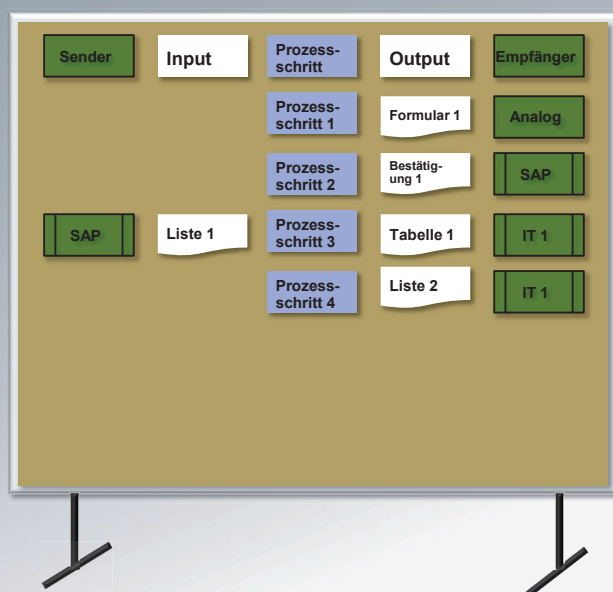 Sender
Input
Prozess-
schritt
Output
Empfänger
Prozess-
schritt 1
Formular 1
Analog
Prozess-
schritt 2
Bestätig-
ung 1
SAP
SAP
Liste 1
Prozess-
schritt 3
Tabelle 1
IT 1
Prozess-
schritt 4
Liste 2
IT 1